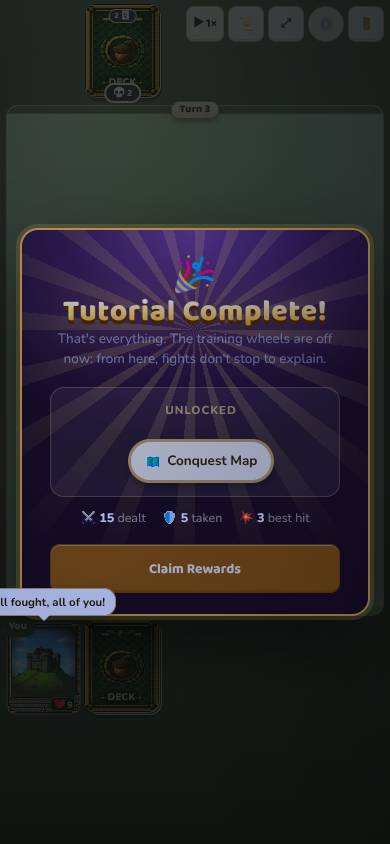 2
1×
DECK
2
Turn 3
Tutorial Complete!
That's everything. The training wheels are off
now: from here, fights don't stop to explain.
UNLOCKED
Conquest Map
15 dealt 5 taken 3 best hit
Claim Rewards
ll fought, all of you!
You
9
- DECK -